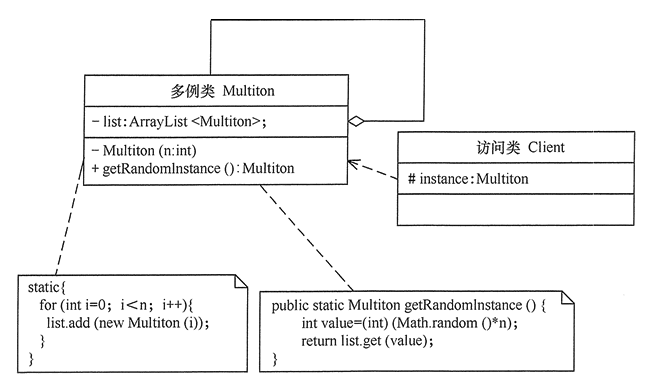 多例类 Multiton
− list:ArrayList <Multiton>;
− Multiton (n:int)
+ getRandomInstance ():Multiton
访问类 Client
# instance:Multiton
static{
for (int i=0; i<n; i++){
list.add (new Multiton (i));
}
}
public static Multiton getRandomInstance () {
int value=(int) (Math.random ()*n);
return list.get (value);
}